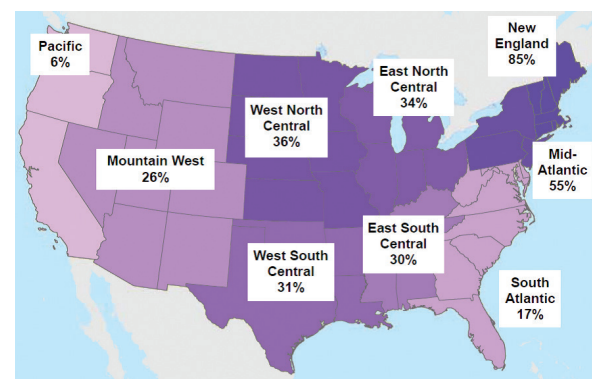 New
England
85%
Pacific
6%
East North
Central
34%
West North
Central
36%
Mountain West
26%
Mid-
Atlantic
55%
East South
Central
30%
West South
Central
31%
South
Atlantic
17%